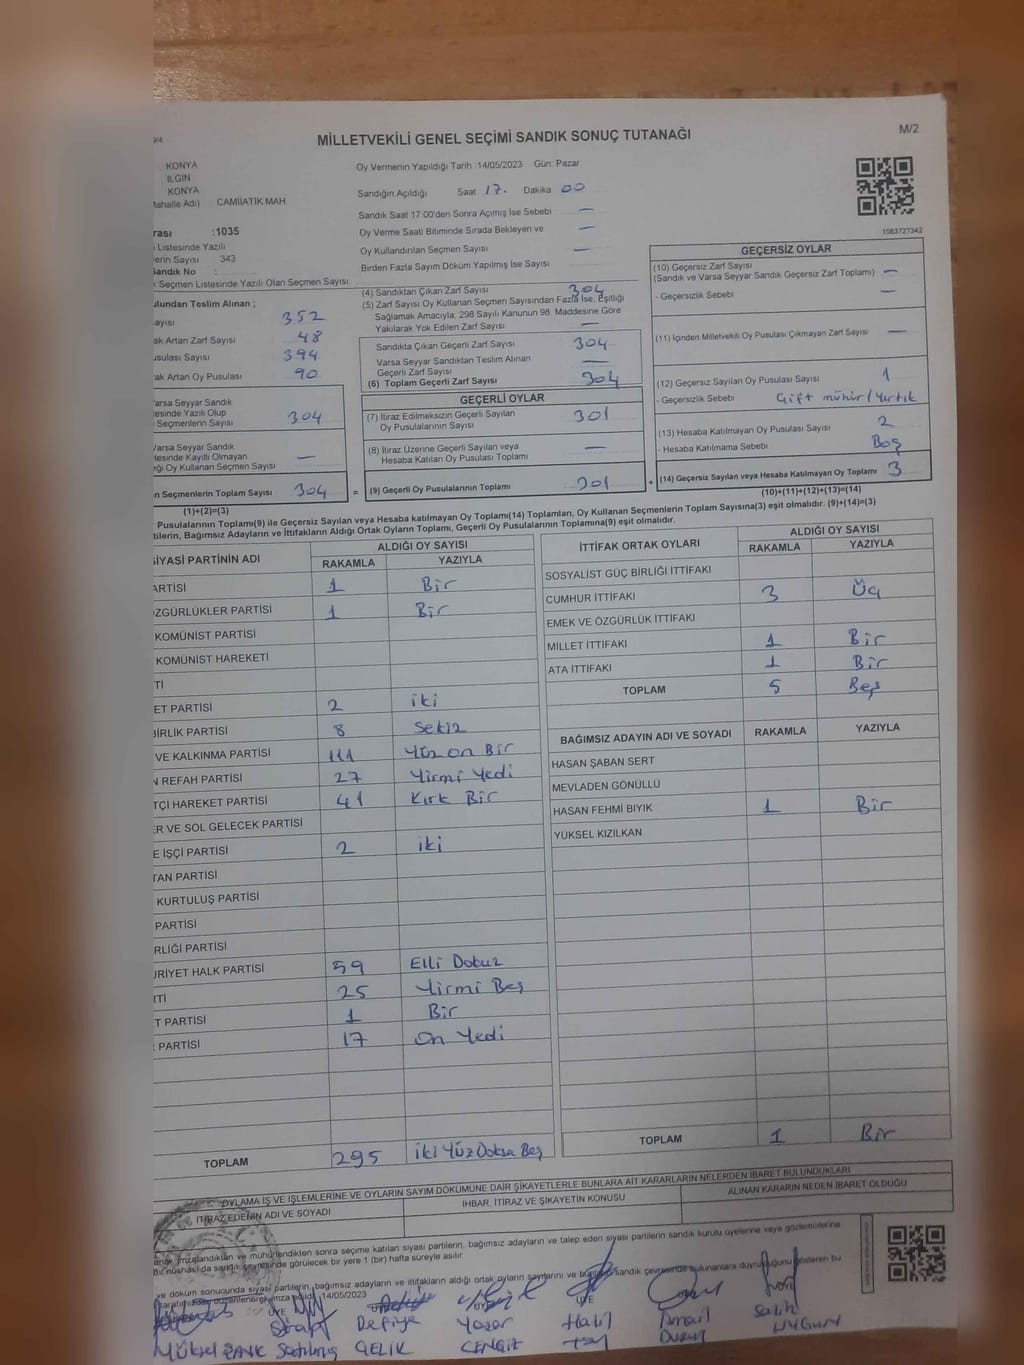 M/2
MİLLETVEKİLİ GENEL SEÇİMİ SANDIK SONUÇ TUTANAĞI
KONYA
ILGIN
KONYA
Mahalle Adı) CAMİİATİK MAH.
Oy Vermenin Yapıldığı Tarih :14/05/2023 Gün: Pazar
Sandığın Açıldığı Saat 17. Dakika 00
Sandık Saat 17:00'den Sonra Açımış İse Sebebi —
Oy Verme Saati Bitiminde Sırada Bekleyen ve —
Oy Kullandırılan Seçmen Sayısı —
Birden Fazla Sayım Döküm Yapılmış İse Sayısı
rası :1035
Listesinde Yazılı
erin Sayısı 343
Sandık No :
k Seçmen Listesinde Yazılı Olan Seçmen Sayısı
1083727342
ulundan Teslim Alınan ;
ayısı 352
ak Artan Zarf Sayısı 48
usulası Sayısı 394
ak Artan Oy Pusulası 90
(4) Sandıktan Çıkan Zarf Sayısı 304
(5) Zarf Sayısı Oy Kullanan Seçmen Sayısından Fazla İse, Eşitliği
Sağlamak Amacıyla, 298 Sayılı Kanunun 98. Maddesine Göre
Yakılarak Yok Edilen Zarf Sayısı —
Sandıkta Çıkan Geçerli Zarf Sayısı 304
Varsa Seyyar Sandıktan Teslim Alınan
Geçerli Zarf Sayısı —
(6) Toplam Geçerli Zarf Sayısı 304
GEÇERSİZ OYLAR
(10) Geçersiz Zarf Sayısı
(Sandık ve Varsa Seyyar Sandık Geçersiz Zarf Toplamı) —
- Geçersizlik Sebebi —
(11) İçinden Milletvekili Oy Pusulası Çıkmayan Zarf Sayısı —
(12) Geçersiz Sayılan Oy Pusulası Sayısı 1
- Geçersizlik Sebebi Çift mühür/Yırtık
(13) Hesaba Katılmayan Oy Pusulası Sayısı 2
- Hesaba Katılmama Sebebi Boş
(14) Geçersiz Sayılan veya Hesaba Katılmayan Oy Toplamı 3
(10)+(11)+(12)+(13)=(14)
Varsa Seyyar Sandık
tesinde Yazılı Olup
Seçmenlerin Sayısı 304
Varsa Seyyar Sandık
tesinde Kayıtlı Olmayan
eği Oy Kullanan Seçmen Sayısı —
n Seçmenlerin Toplam Sayısı 304
(1)+(2)=(3)
GEÇERLİ OYLAR
(7) İtiraz Edilmeksizin Geçerli Sayılan
Oy Pusulalarının Sayısı 301
(8) İtiraz Üzerine Geçerli Sayılan veya
Hesaba Katılan Oy Pusulası Toplamı —
= (9) Geçerli Oy Pusulalarının Toplamı 301 +
Pusulalarının Toplamı(9) ile Geçersiz Sayılan veya Hesaba katılmayan Oy Toplamı(14) Toplamları, Oy Kullanan Seçmenlerin Toplam Sayısına(3) eşit olmalıdır. (9)+(14)=(3)
tilerin, Bağımsız Adayların ve İttifakların Aldığı Ortak Oyların Toplamı, Geçerli Oy Pusulalarının Toplamına(9) eşit olmalıdır.
SİYASİ PARTİNİN ADI ALDIĞI OY SAYISI
RAKAMLA YAZIYLA
ARTİSİ 1 Bir
ÖZGÜRLÜKLER PARTİSİ 1 Bir
KOMÜNİST PARTİSİ
KOMÜNİST HAREKETİ
Tİ
ET PARTİSİ 2 iki
BİRLİK PARTİSİ 8 Sekiz
VE KALKINMA PARTİSİ 111 Yüz on Bir
N REFAH PARTİSİ 27 Yirmi Yedi
TÇİ HAREKET PARTİSİ 41 Kırk Bir
ER VE SOL GELECEK PARTİSİ
E İŞÇİ PARTİSİ 2 iki
TAN PARTİSİ
KURTULUŞ PARTİSİ
PARTİSİ
RLİĞİ PARTİSİ
URİYET HALK PARTİSİ 59 Elli Dokuz
RTİ 25 Yirmi Beş
T PARTİSİ 1 Bir
PARTİSİ 17 On Yedi
TOPLAM 295 iki Yüz Doksa Beş
İTTİFAK ORTAK OYLARI ALDIĞI OY SAYISI
RAKAMLA YAZIYLA
SOSYALİST GÜÇ BİRLİĞİ İTTİFAKI
CUMHUR İTTİFAKI 3 Üç
EMEK VE ÖZGÜRLÜK İTTİFAKI
MİLLET İTTİFAKI 1 Bir
ATA İTTİFAKI 1 Bir
TOPLAM 5 Beş
BAĞIMSIZ ADAYIN ADI VE SOYADI RAKAMLA YAZIYLA
HASAN ŞABAN SERT
MEVLADEN GÖNÜLLÜ
HASAN FEHMİ BIYIK 1 Bir
YÜKSEL KIZILKAN
TOPLAM 1 Bir
OYLAMA İŞ VE İŞLEMLERİNE VE OYLARIN SAYIM DÖKÜMÜNE DAİR ŞİKAYETLERLE BUNLARA AİT KARARLARIN NELERDEN İBARET BULUNDUKLARI
İTİRAZ EDENİN ADI VE SOYADI İHBAR, İTİRAZ VE ŞİKAYETİN KONUSU ALINAN KARARIN NEDEN İBARET OLDUĞU
imzalandıktan ve mühürlendikten sonra seçime katılan siyasi partilerin, bağımsız adayların ve talep eden siyasi partilerin sandık kurulu üyelerine veya gözlemcilerine
Bir nüshası da sandık çevresinde görülecek bir yere 1 (bir) hafta süreyle asılır
ve döküm sonucunda siyasi partilerin, bağımsız adayların ve ittifakların aldığı ortak oyların sayılarını ve bütün sandık çevresinde bulunanlara duyrulduğunu gösteren bu
tarafımızdan düzenlenerek imza edildi. 14/05/2023
ÜYE ÜYE
Yüksel Satılmış Defiye ÇELİK Yaşar CENGİZ Halil İsmail Salih UYGUN